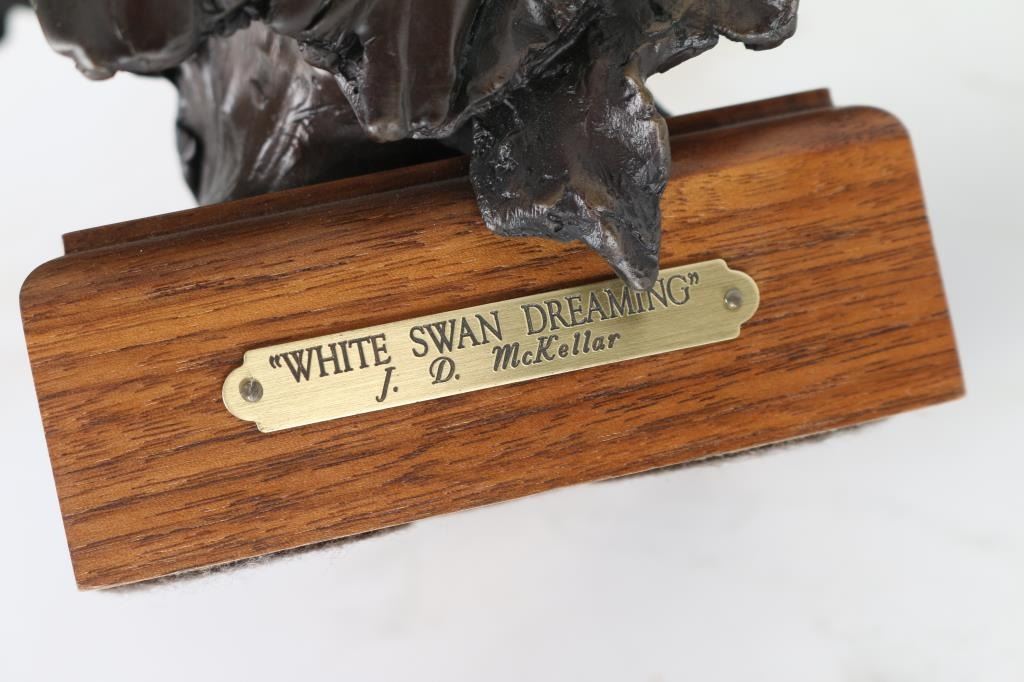 “WHITE SWAN DREAMING”
J. D. McKellar